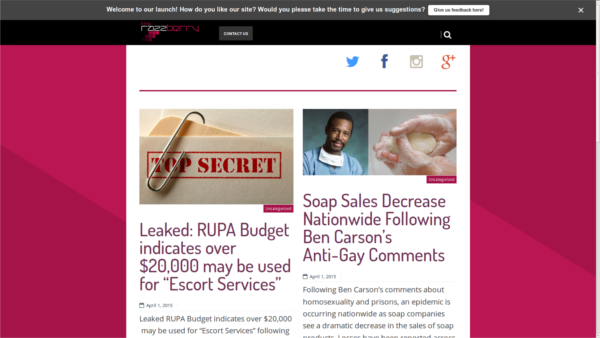 Welcome to our launch! How do you like our site? Would you please take the time to give us suggestions? Give us feedback here!
razzberry
CONTACT US
TOP SECRET
Uncategorized
Leaked: RUPA Budget
indicates over
$20,000 may be used
for “Escort Services”
April 1, 2015
Leaked RUPA Budget indicates over $20,000
may be used for “Escort Services” following
Uncategorized
Soap Sales Decrease
Nationwide Following
Ben Carson’s
Anti-Gay Comments
April 1, 2015
Following Ben Carson’s comments about
homosexuality and prisons, an epidemic is
occurring nationwide as soap companies
see a dramatic decrease in the sales of soap
products. Losses have been reported across